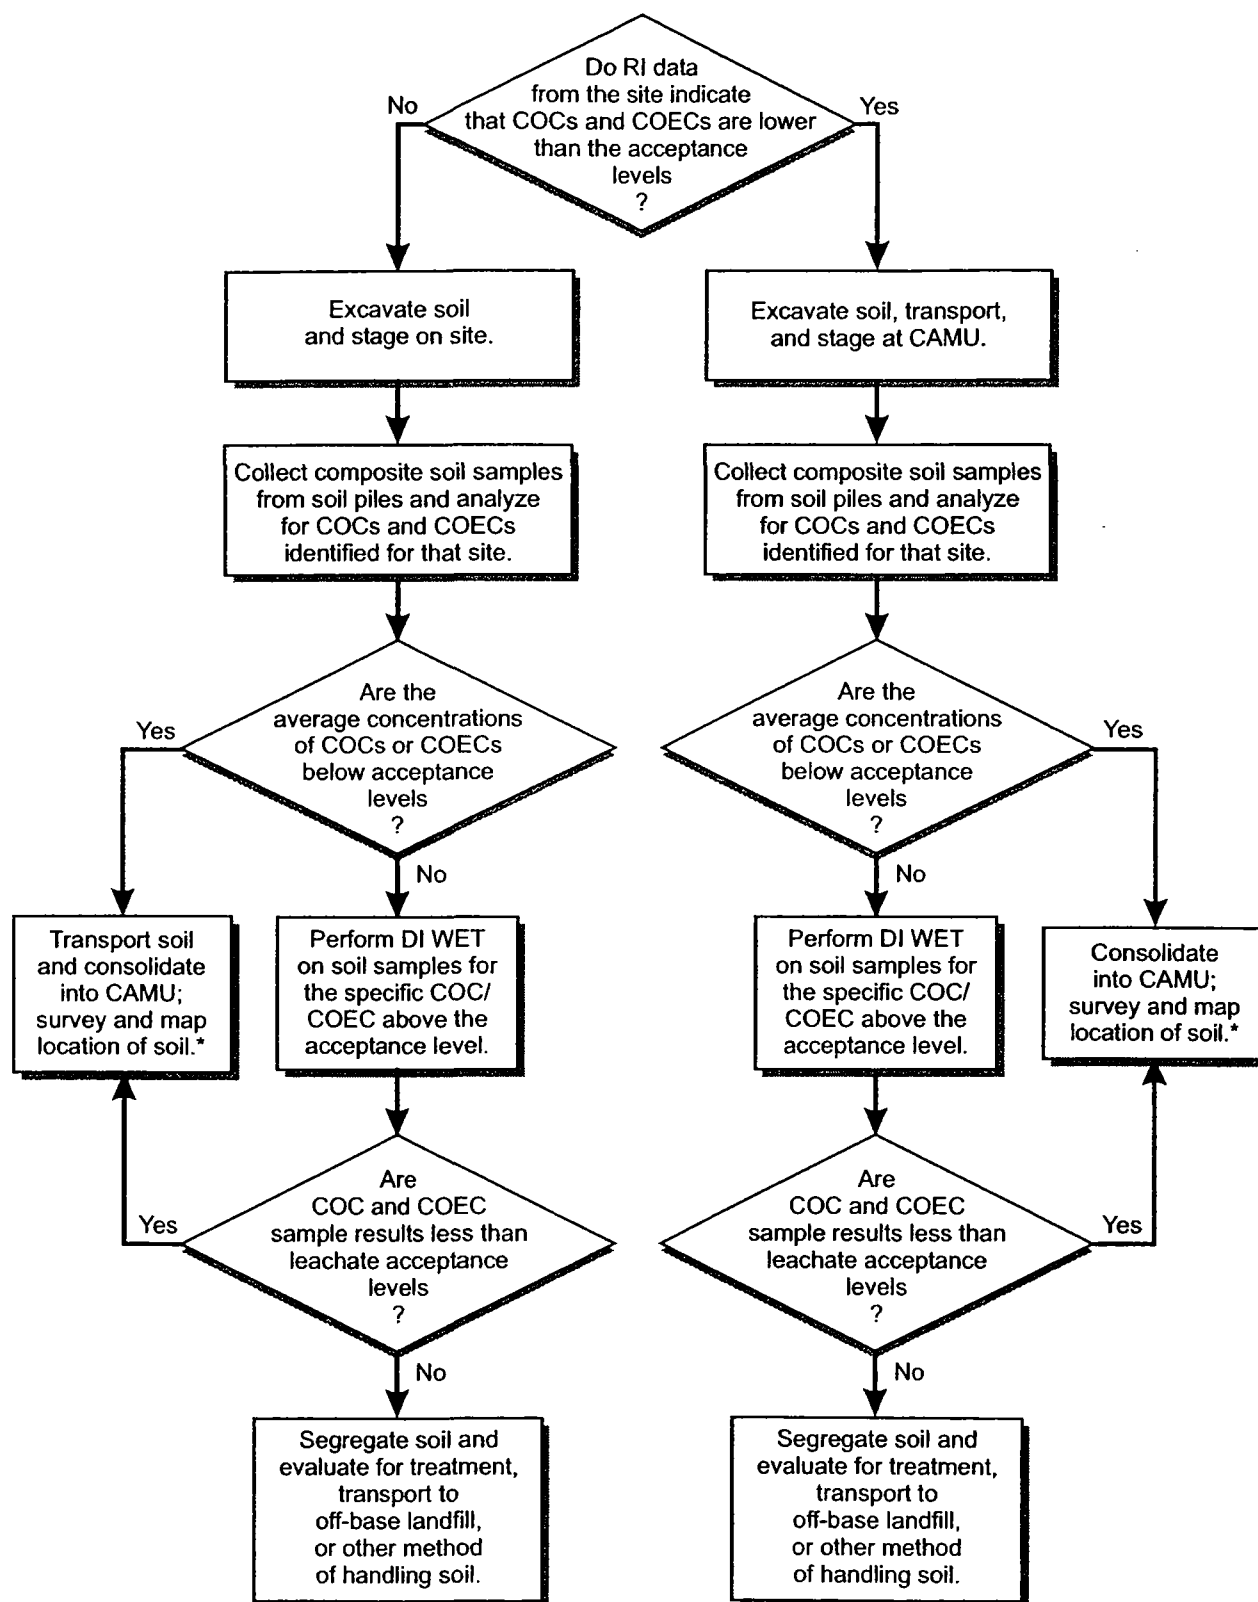 Do RI data
from the site indicate
that COCs and COECs are lower
than the acceptance
levels
?
No
Yes
Excavate soil
and stage on site.
Excavate soil, transport,
and stage at CAMU.
Collect composite soil samples
from soil piles and analyze
for COCs and COECs
identified for that site.
Collect composite soil samples
from soil piles and analyze
for COCs and COECs
identified for that site.
Are the
average concentrations
of COCs or COECs
below acceptance
levels
?
Yes
No
Are the
average concentrations
of COCs or COECs
below acceptance
levels
?
Yes
No
Transport soil
and consolidate
into CAMU;
survey and map
location of soil.*
Perform DI WET
on soil samples for
the specific COC/
COEC above the
acceptance level.
Perform DI WET
on soil samples for
the specific COC/
COEC above the
acceptance level.
Consolidate
into CAMU;
survey and map
location of soil.*
Are
COC and COEC
sample results less than
leachate acceptance
levels
?
Yes
No
Are
COC and COEC
sample results less than
leachate acceptance
levels
?
Yes
No
Segregate soil and
evaluate for treatment,
transport to
off-base landfill,
or other method
of handling soil.
Segregate soil and
evaluate for treatment,
transport to
off-base landfill,
or other method
of handling soil.